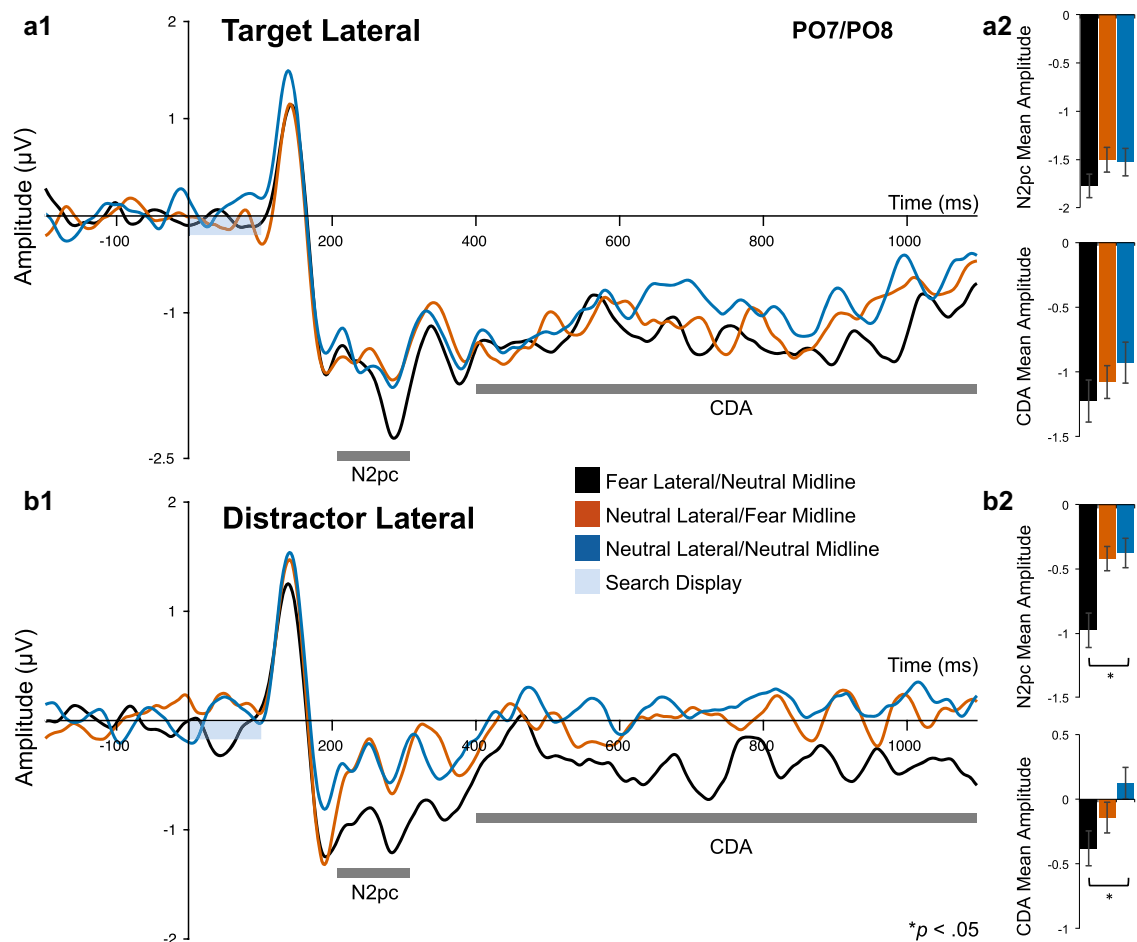 a1
Target Lateral
PO7/PO8
Amplitude (µV)
2
1
-1
-2.5
Time (ms)
-100
200
400
600
800
1000
N2pc
CDA
a2
N2pc Mean Amplitude
0
-0.5
-1
-1.5
-2
CDA Mean Amplitude
0
-0.5
-1
-1.5
Fear Lateral/Neutral Midline
Neutral Lateral/Fear Midline
Neutral Lateral/Neutral Midline
Search Display
b1
Distractor Lateral
Amplitude (µV)
2
1
-1
-2
Time (ms)
-100
200
400
600
800
1000
N2pc
CDA
*p < .05
b2
N2pc Mean Amplitude
0
-0.5
-1
-1.5
*
CDA Mean Amplitude
0.5
0
-0.5
-1
*